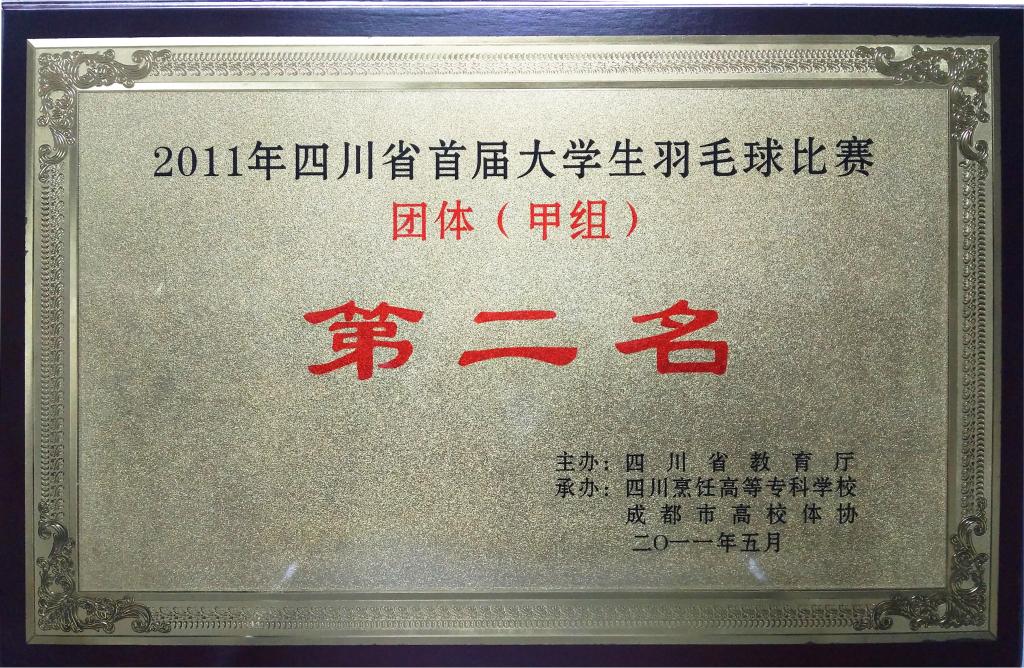 2011年四川省首届大学生羽毛球比赛
团体（甲组）
第二名
主办：四川省教育厅
承办：四川烹饪高等专科学校
成都市高校体协
二〇一一年五月